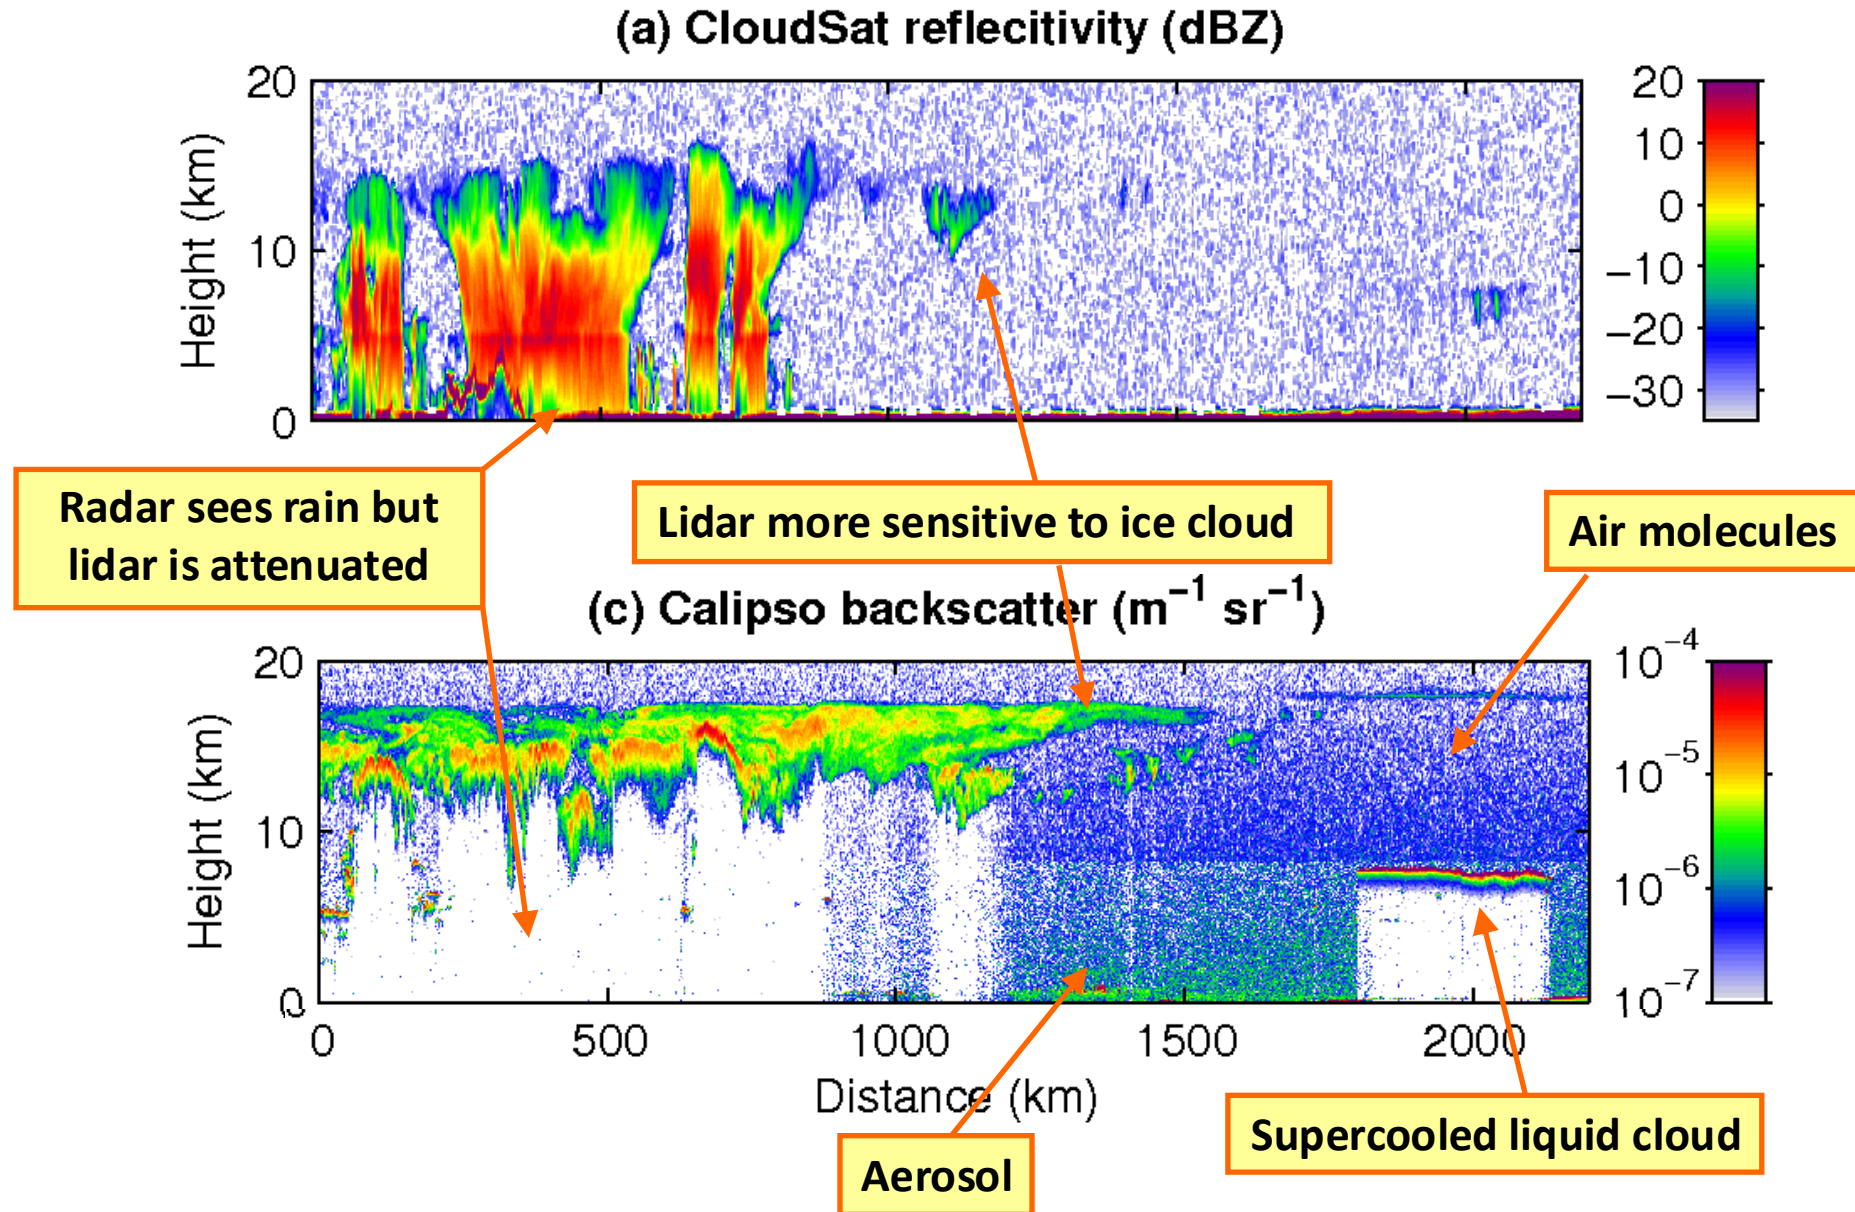 (a) CloudSat reflecitivity (dBZ)
20
10
0
Height (km)
20
10
0
−10
−20
−30
Radar sees rain but
lidar is attenuated
Lidar more sensitive to ice cloud
Air molecules
(c) Calipso backscatter (m⁻¹ sr⁻¹)
20
10
0
Height (km)
10⁻⁴
10⁻⁵
10⁻⁶
10⁻⁷
0 500 1000 1500 2000
Distance (km)
Aerosol
Supercooled liquid cloud